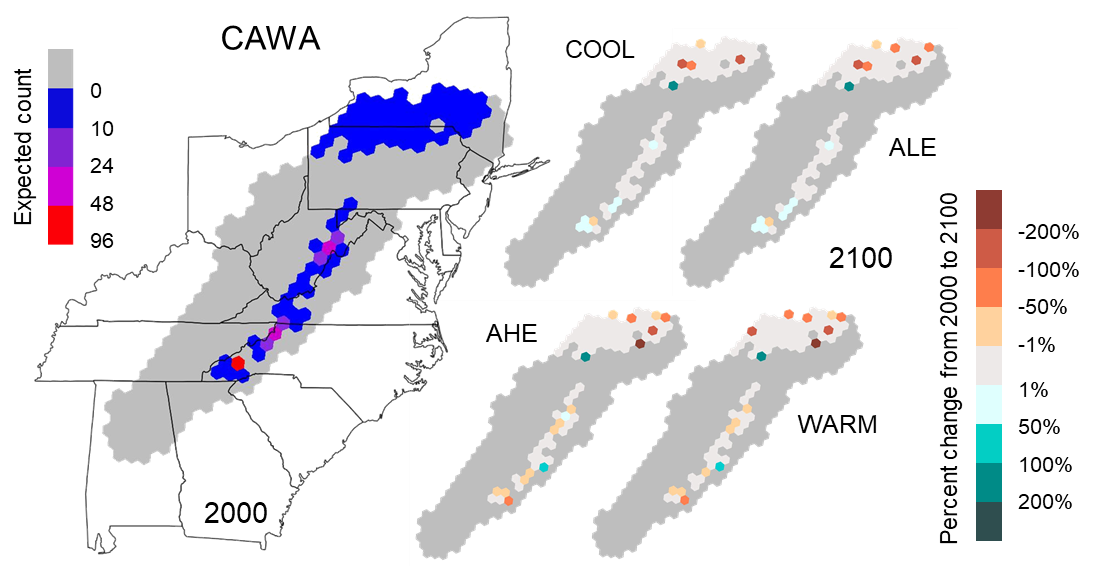 CAWA
Expected count
0
10
24
48
96
2000
COOL
ALE
2100
AHE
WARM
Percent change from 2000 to 2100
-200%
-100%
-50%
-1%
1%
50%
100%
200%